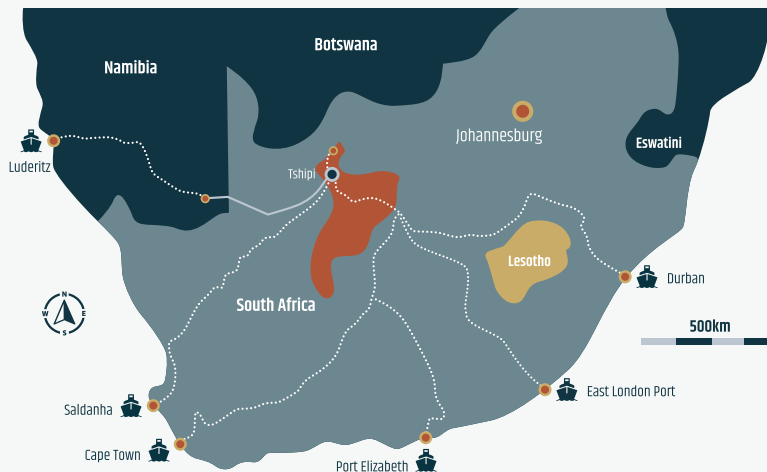 Botswana
Namibia
Johannesburg
Eswatini
Luderitz
Tshipi
Lesotho
Durban
N
W E
S
South Africa
500km
East London Port
Saldanha
Cape Town
Port Elizabeth